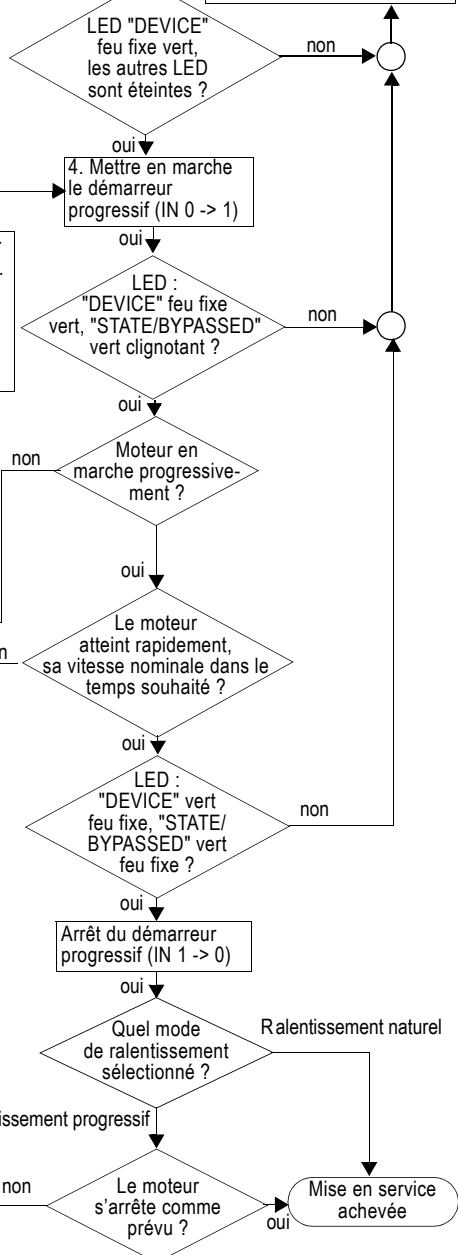 LED "DEVICE"
feu fixe vert,
les autres LED
sont éteintes ?
non
oui
4. Mettre en marche
le démarreur
progressif (IN 0 -> 1)
oui
LED :
"DEVICE" feu fixe
vert, "STATE/BYPASSED"
vert clignotant ?
non
oui
non
Moteur en
marche progressive-
ment ?
oui
Le moteur
atteint rapidement,
sa vitesse nominale dans le
temps souhaité ?
oui
LED :
"DEVICE" vert
feu fixe, "STATE/
BYPASSED" vert
feu fixe ?
non
oui
Arrêt du démarreur
progressif (IN 1 -> 0)
oui
Quel mode
de ralentissement
sélectionné ?
Ralentissement naturel
issement progressif
non
Le moteur
s'arrête comme
prévu ?
oui
Mise en service
achevée